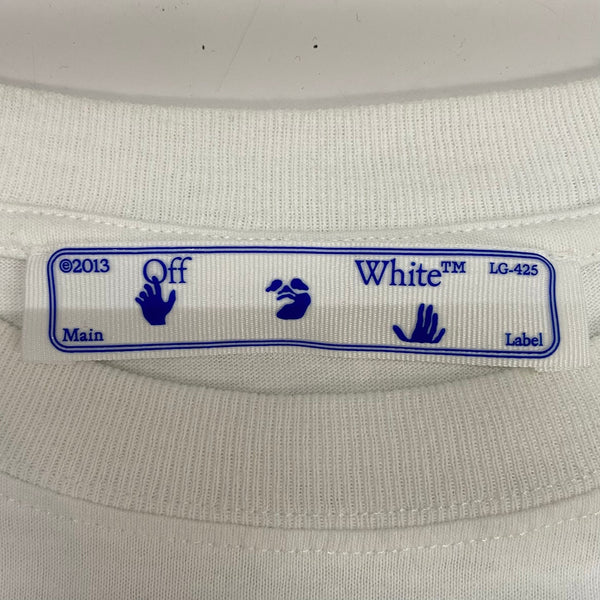 ©2013 Off White™ LG-425
Main Label